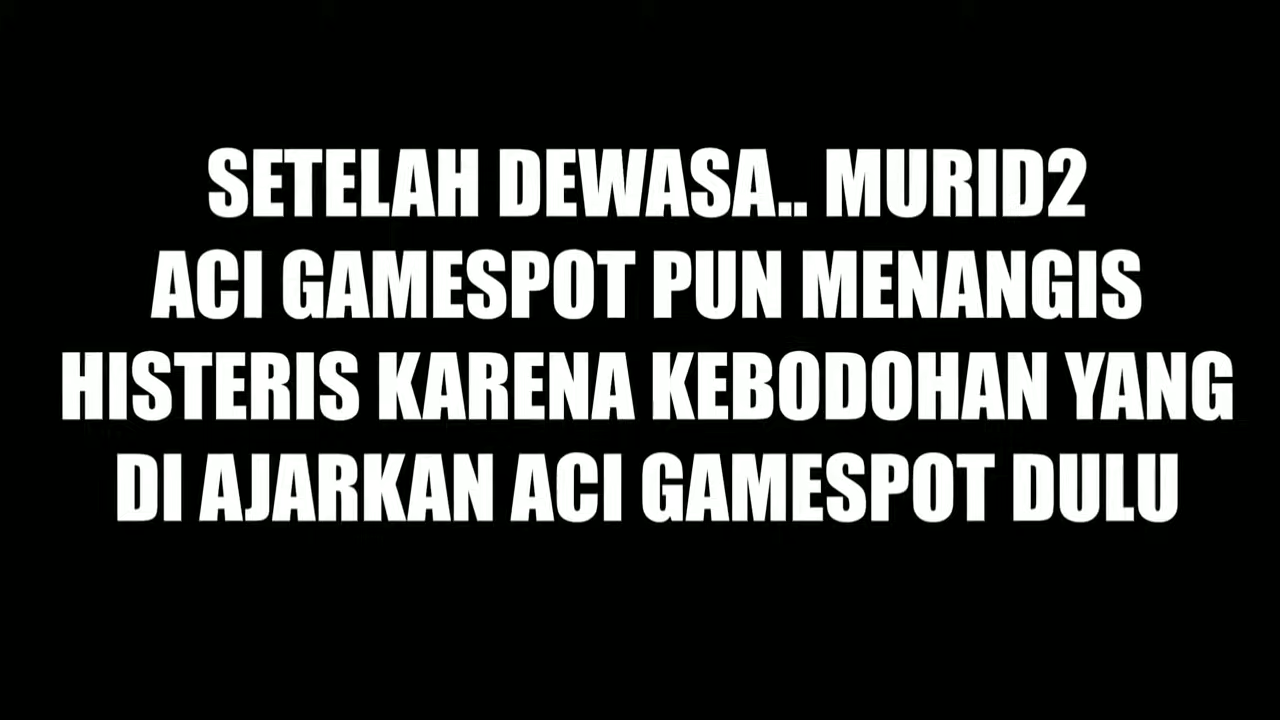 SETELAH DEWASA.. MURID2
ACI GAMESPOT PUN MENANGIS
HISTERIS KARENA KEBODOHAN YANG
DI AJARKAN ACI GAMESPOT DULU